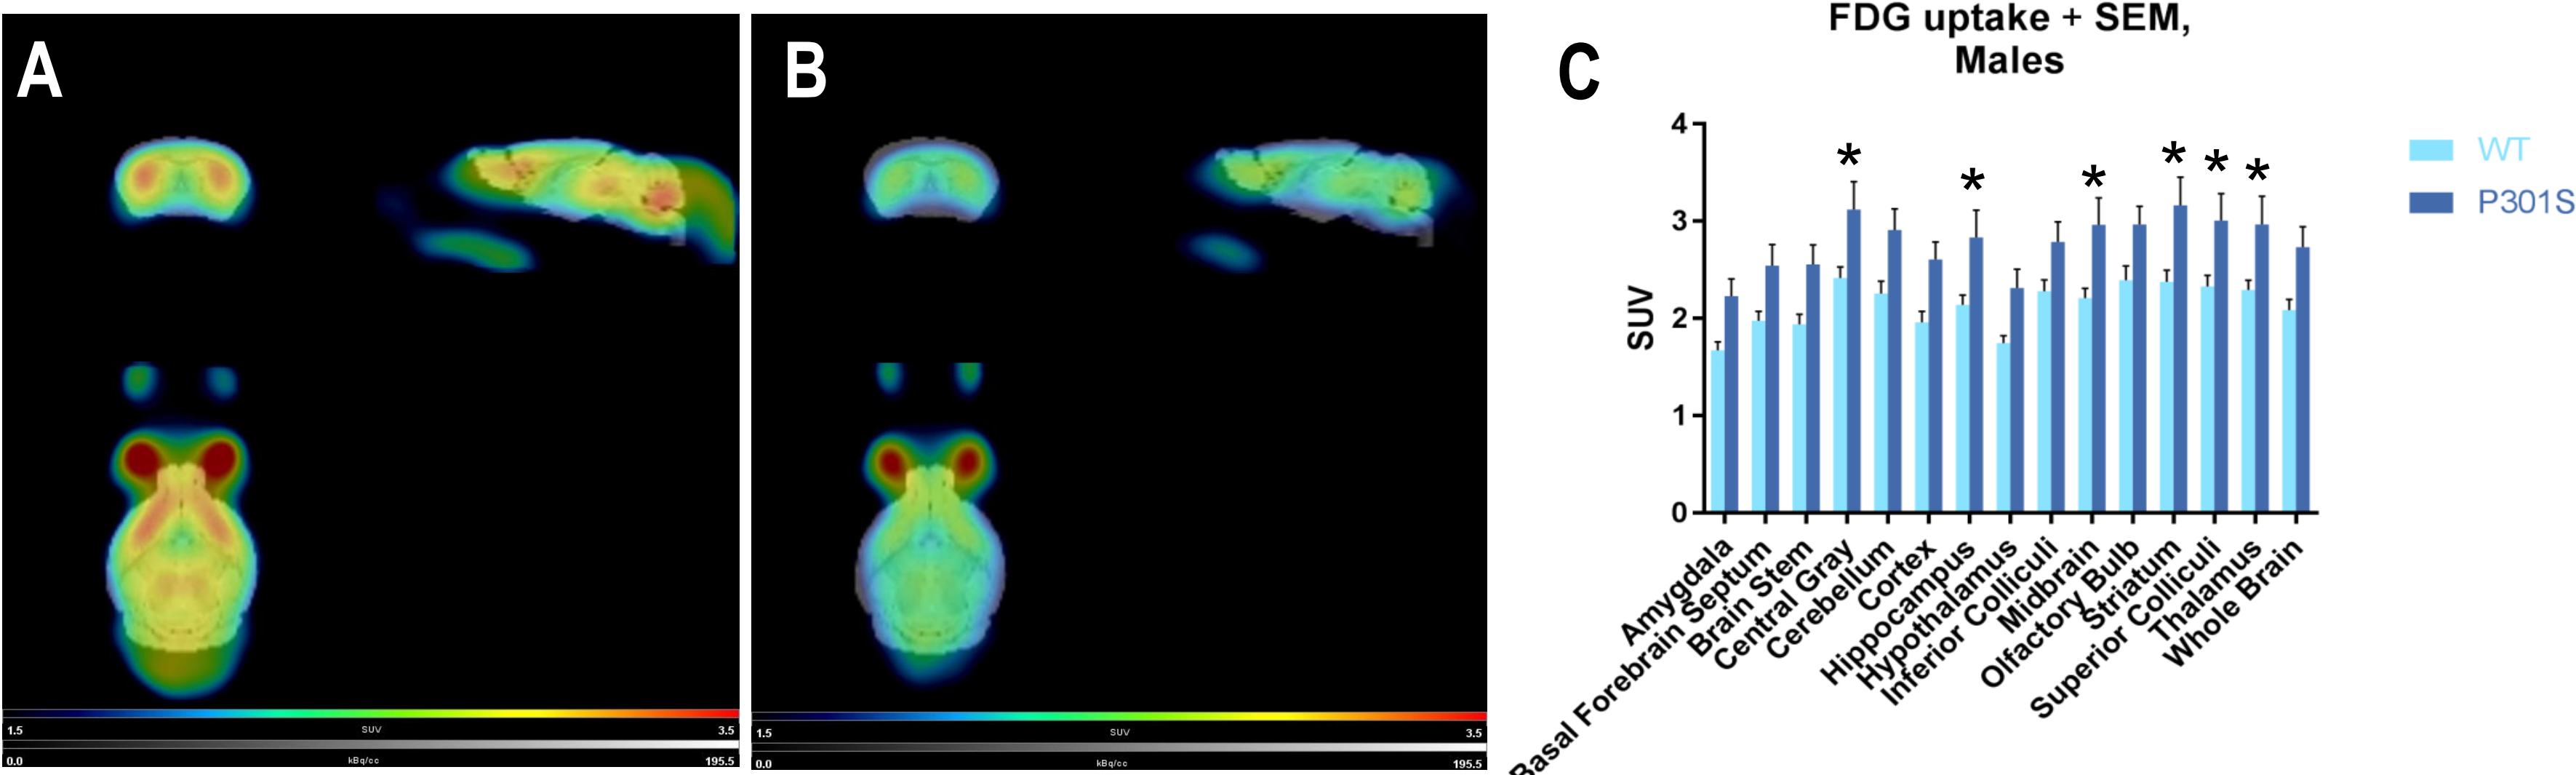 A
1.5 SUV 3.5
0.0 kBq/cc 195.5
B
1.5 SUV 3.5
0.0 kBq/cc 195.5
C
FDG uptake + SEM,
Males
4
3
2
1
0
SUV
* * * * * *
WT
P301S
Amygdala
Basal Forebrain Septum
Brain Stem
Central Gray
Cerebellum
Cortex
Hippocampus
Hypothalamus
Inferior Colliculi
Midbrain
Olfactory Bulb
Striatum
Superior Colliculi
Thalamus
Whole Brain